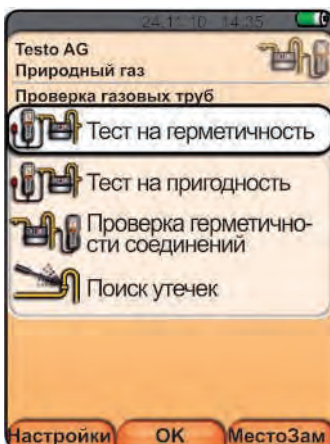 24.11.10 14:35
Testo AG
Природный газ
Проверка газовых труб
Тест на герметичность
Тест на пригодность
Проверка герметично-
сти соединений
Поиск утечек
Настройки OK МестоЗам